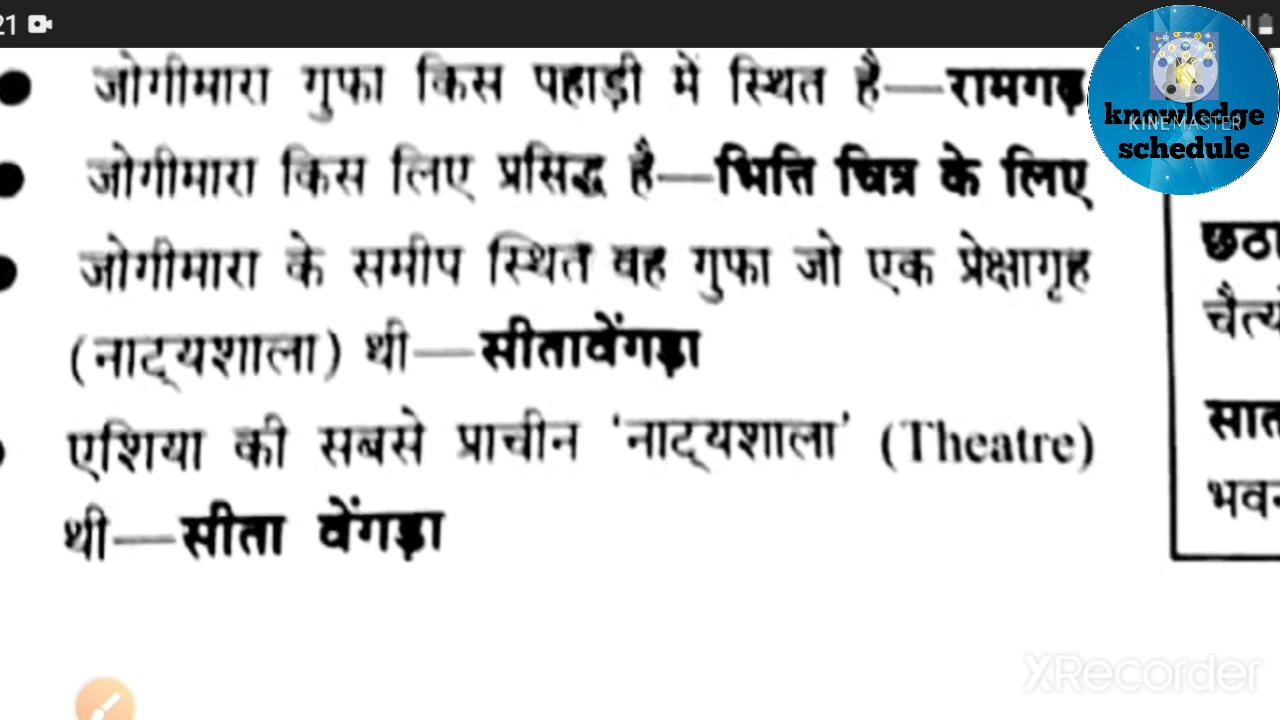 21
● जोगीमारा गुफा किस पहाड़ी में स्थित है—रामगढ़
● जोगीमारा किस लिए प्रसिद्ध है—भित्ति चित्र के लिए
● जोगीमारा के समीप स्थित वह गुफा जो एक प्रेक्षागृह
(नाट्यशाला) थी—सीतावेंगड़ा
एशिया की सबसे प्राचीन 'नाट्यशाला' (Theatre)
थी—सीता वेंगड़ा
knowledge
KINEMASTER
schedule
छठा
चैत्य
सात
भवन
XRecorder